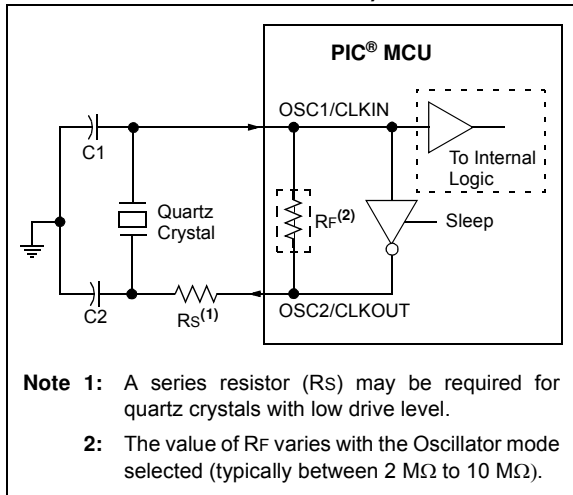 PIC® MCU
OSC1/CLKIN
C1
To Internal
Logic
Quartz
Crystal
RF(2)
Sleep
C2
RS(1)
OSC2/CLKOUT
Note 1: A series resistor (RS) may be required for
quartz crystals with low drive level.
2: The value of RF varies with the Oscillator mode
selected (typically between 2 MΩ to 10 MΩ).